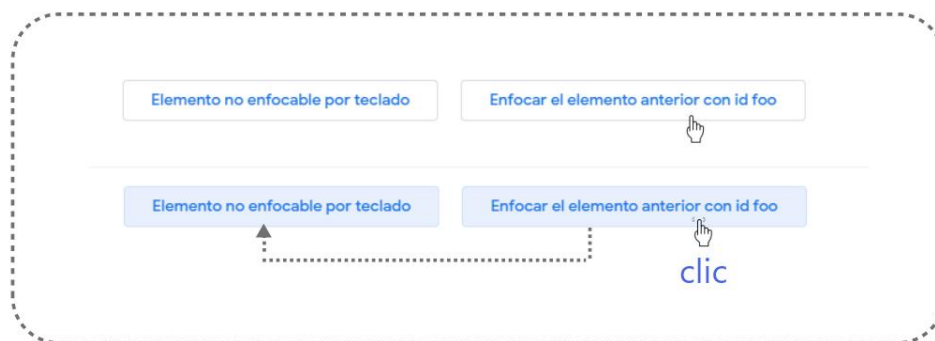 Elemento no enfocable por teclado
Enfocar el elemento anterior con id foo
Elemento no enfocable por teclado
Enfocar el elemento anterior con id foo
clic